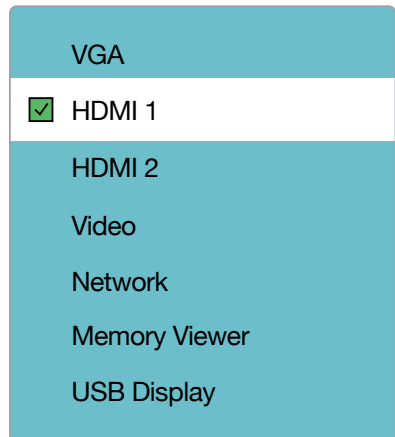 VGA
HDMI 1
HDMI 2
Video
Network
Memory Viewer
USB Display